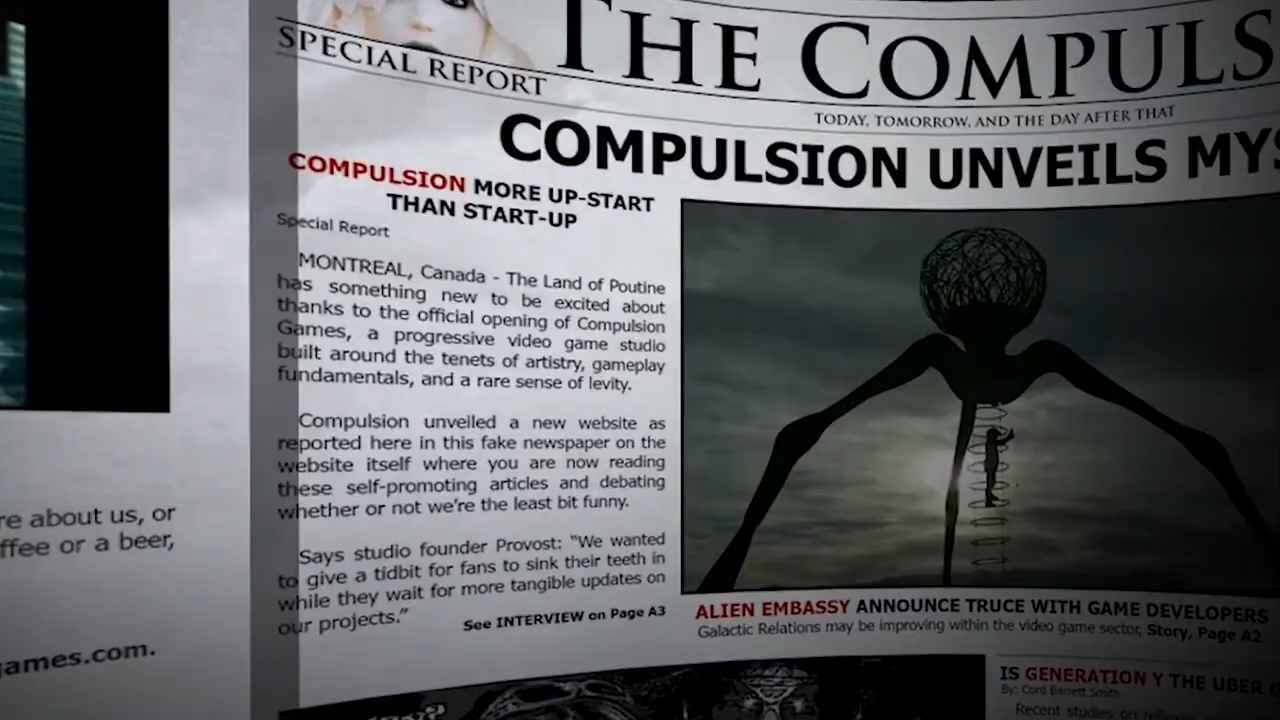 SPECIAL REPORT
THE COMPULS
TODAY, TOMORROW, AND THE DAY AFTER THAT
COMPULSION UNVEILS MYS
COMPULSION MORE UP-START
THAN START-UP
Special Report
MONTREAL, Canada - The Land of Poutine
has something new to be excited about
thanks to the official opening of Compulsion
Games, a progressive video game studio
built around the tenets of artistry, gameplay
fundamentals, and a rare sense of levity.
Compulsion unveiled a new website as
reported here in this fake newspaper on the
website itself where you are now reading
these self-promoting articles and debating
whether or not we're the least bit funny.
Says studio founder Provost: "We wanted
to give a tidbit for fans to sink their teeth in
while they wait for more tangible updates on
our projects."
See INTERVIEW on Page A3
ALIEN EMBASSY ANNOUNCE TRUCE WITH GAME DEVELOPERS
Galactic Relations may be improving within the video game sector, Story, Page A2.
IS GENERATION Y THE UBER
By: Cord Barrett Smith
Recent studies on
re about us, or
ffee or a beer,
games.com.